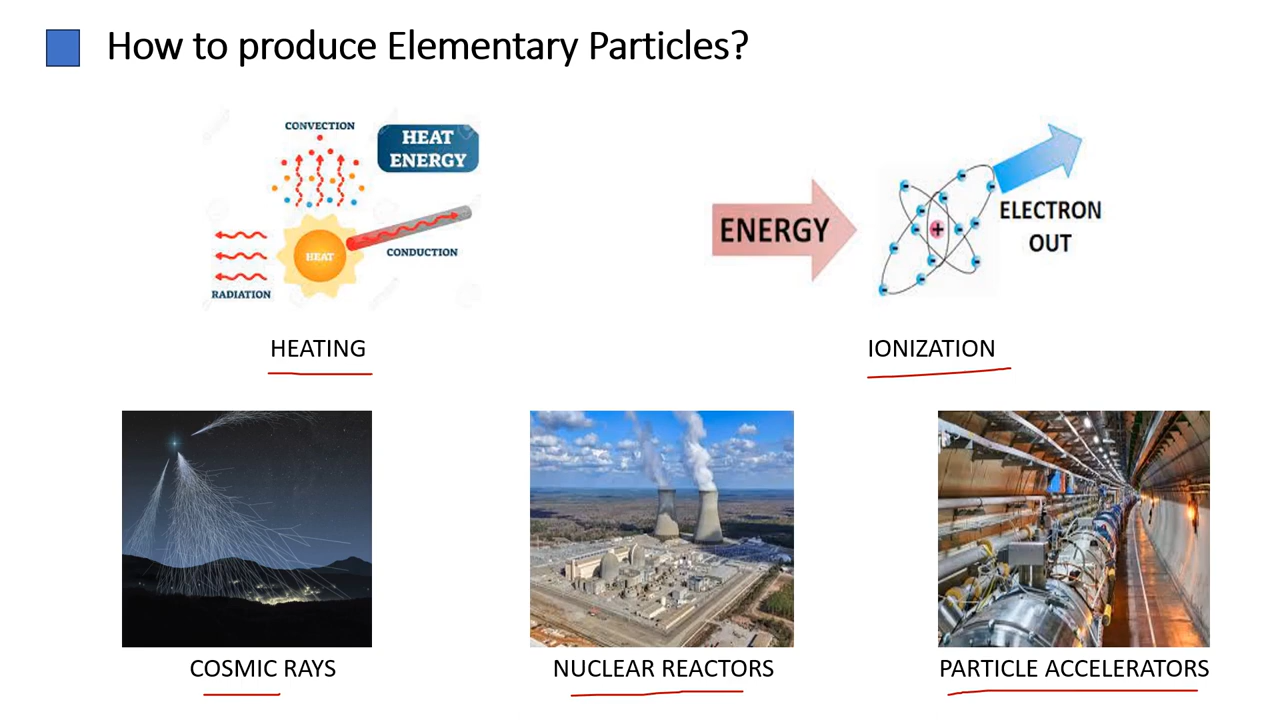 How to produce Elementary Particles?
CONVECTION
HEAT
ENERGY
HEAT
CONDUCTION
RADIATION
ENERGY
+
ELECTRON
OUT
HEATING
IONIZATION
COSMIC RAYS
NUCLEAR REACTORS
PARTICLE ACCELERATORS